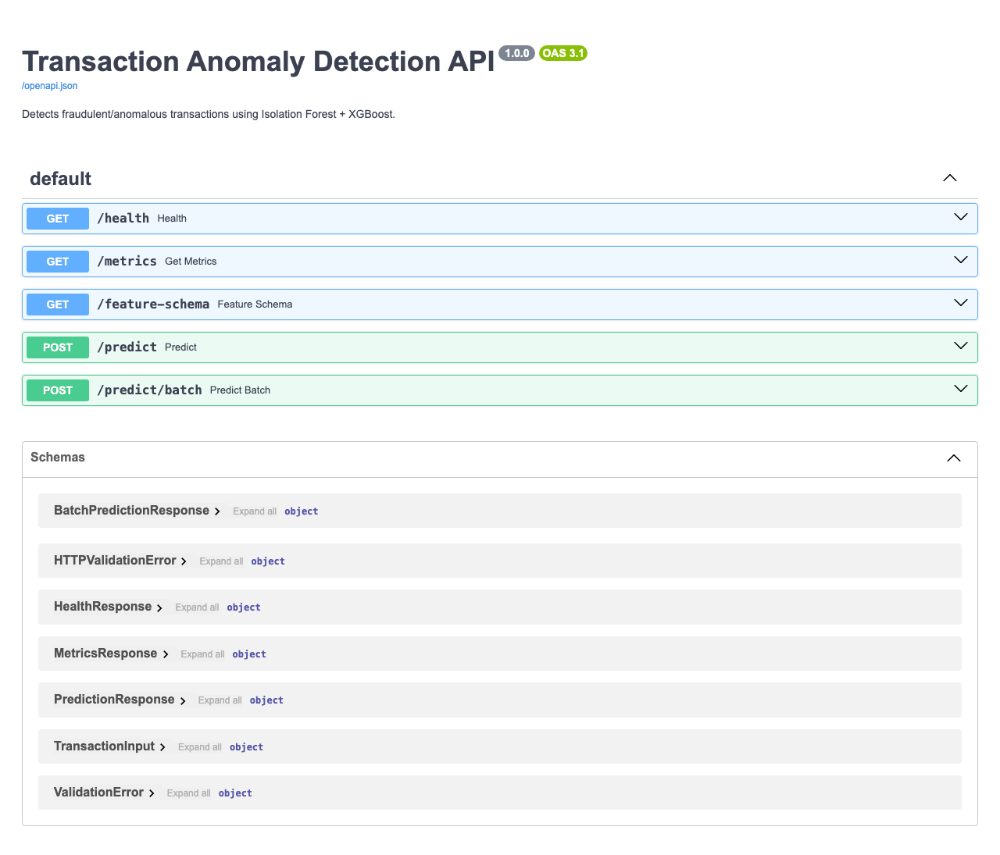 Transaction Anomaly Detection API 1.0.0 OAS 3.1
/openapi.json
Detects fraudulent/anomalous transactions using Isolation Forest + XGBoost.
default
GET /health Health
GET /metrics Get Metrics
GET /feature-schema Feature Schema
POST /predict Predict
POST /predict/batch Predict Batch
Schemas
BatchPredictionResponse Expand all object
HTTPValidationError Expand all object
HealthResponse Expand all object
MetricsResponse Expand all object
PredictionResponse Expand all object
TransactionInput Expand all object
ValidationError Expand all object